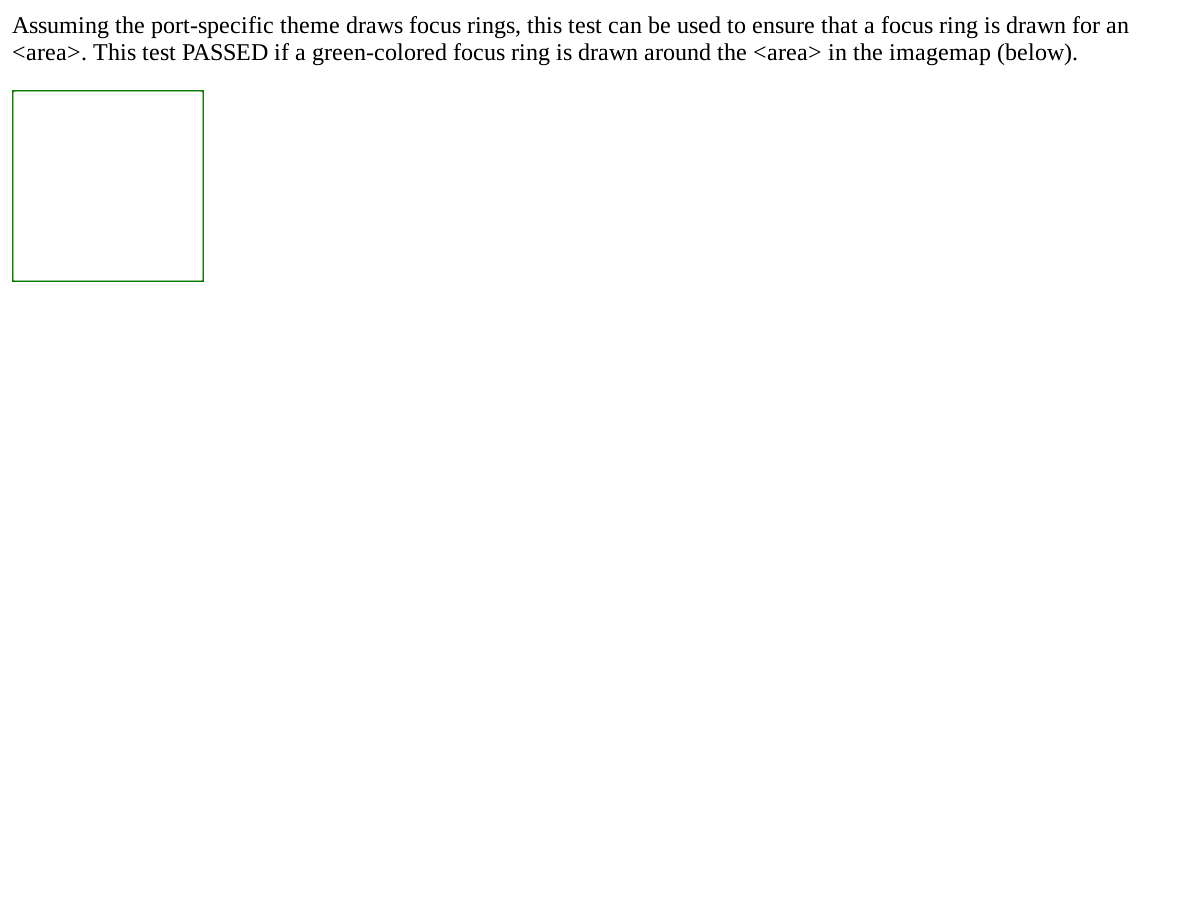 Assuming the port-specific theme draws focus rings, this test can be used to ensure that a focus ring is drawn for an
<area>. This test PASSED if a green-colored focus ring is drawn around the <area> in the imagemap (below).